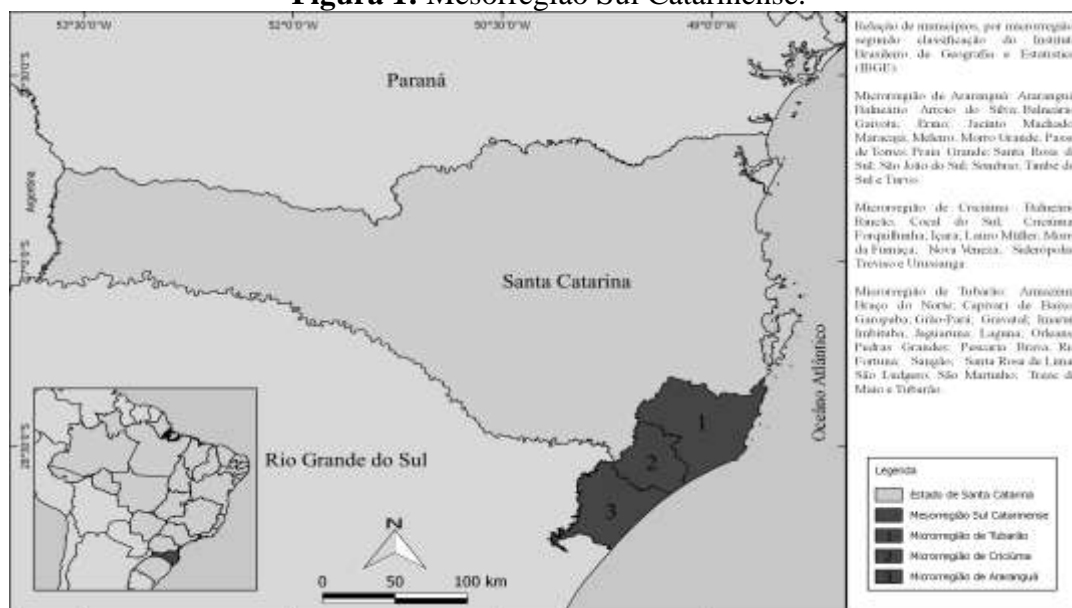 Figura 1: Mesorregião Sul Catarinense.
53°30'0"W 52°0'0"W 50°30'0"W 49°0'0"W
Paraná
Argentina
Santa Catarina
Oceano Atlântico
Rio Grande do Sul
28°30'0"S
1
2
3
N
0 50 100 km
Relação de municípios, por microrregião
segundo classificação do Institut
Brasileiro de Geografia e Estatística
(IBGE)
Microrregião de Araranguá: Araranguá
Balneário Arroio do Silva; Balneário
Gaivota; Ermo; Jacinto Machado
Maracajá; Meleiro; Morro Grande; Passo
de Torres; Praia Grande; Santa Rosa d
Sul; São João do Sul; Sombrio; Timbé do
Sul e Turvo.
Microrregião de Criciúma: Balneário
Rincão; Cocal do Sul; Criciúma
Forquilhinha; Içara; Lauro Müller; Morro
da Fumaça; Nova Veneza; Siderópolis
Treviso e Urussanga.
Microrregião de Tubarão: Armazém
Braço do Norte; Capivari de Baixo
Garopaba; Grão-Pará; Gravatal; Imaruí
Imbituba; Jaguaruna; Laguna; Orleans
Pedras Grandes; Pescaria Brava; Rio
Fortuna; Sangão; Santa Rosa de Lima
São Ludgero; São Martinho; Treze de
Maio e Tubarão.
Legenda
Estado de Santa Catarina
Mesorregião Sul Catarinense
1 Microrregião de Tubarão
2 Microrregião de Criciúma
3 Microrregião de Araranguá